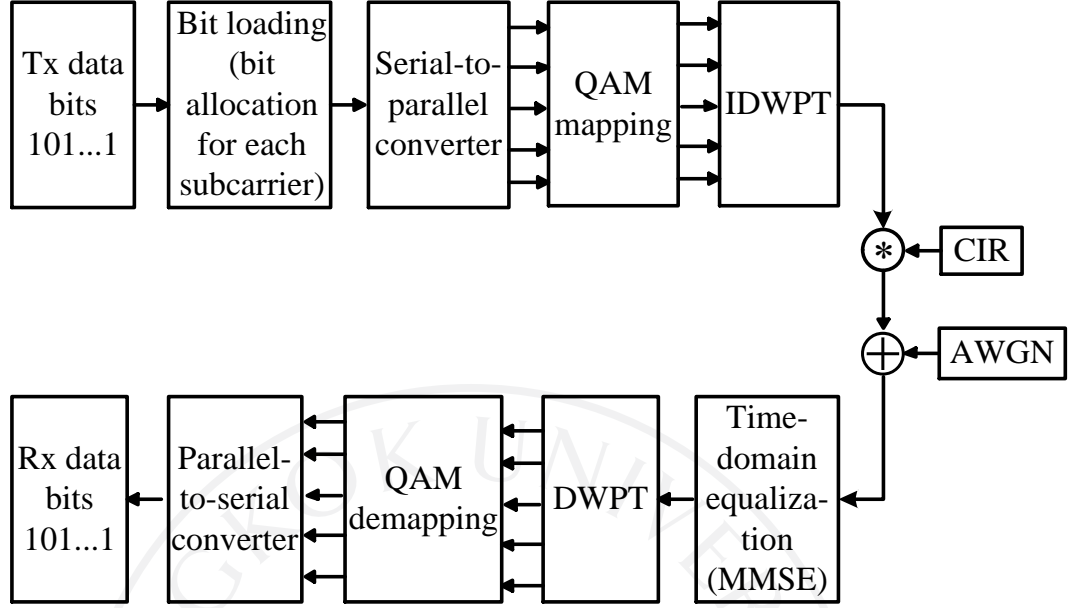 Tx data
bits
101...1
Bit loading
(bit
allocation
for each
subcarrier)
Serial-to-
parallel
converter
QAM
mapping
IDWPT
*
CIR
+
AWGN
Time-
domain
equaliza-
tion
(MMSE)
DWPT
QAM
demapping
Parallel-
to-serial
converter
Rx data
bits
101...1
GKOK UNIVER